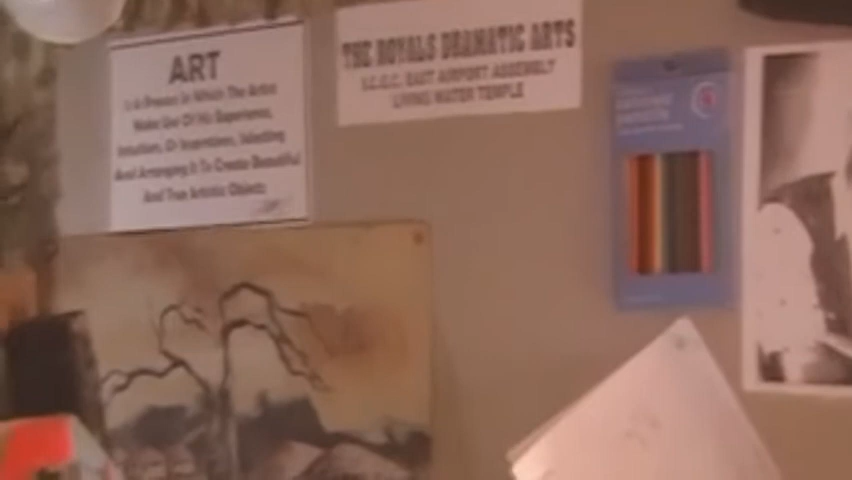 ART
Is A Process In Which The Artist
Make Use Of His Experience,
Intuition, Or Inspirations, Selecting
And Arranging It To Create Beautiful
And True Artistic Objects
THE ROYALS DRAMATIC ARTS
S.C.C.C. EAST AIRPORT ASSEMBLY
LIVING WATER TEMPLE